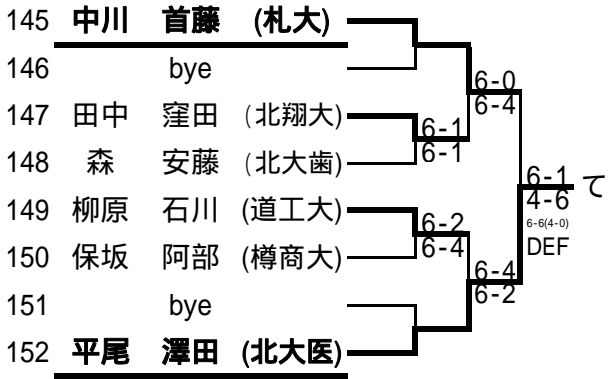 145 中川 首藤 (札大)
146 bye
6-0
6-4
147 田中 窪田 (北翔大)
6-1
6-1
148 森 安藤 (北大歯)
6-1 て
4-6
6-6(4-0)
DEF
149 柳原 石川 (道工大)
6-2
6-4
150 保坂 阿部 (樽商大)
6-4
6-2
151 bye
152 平尾 澤田 (北大医)